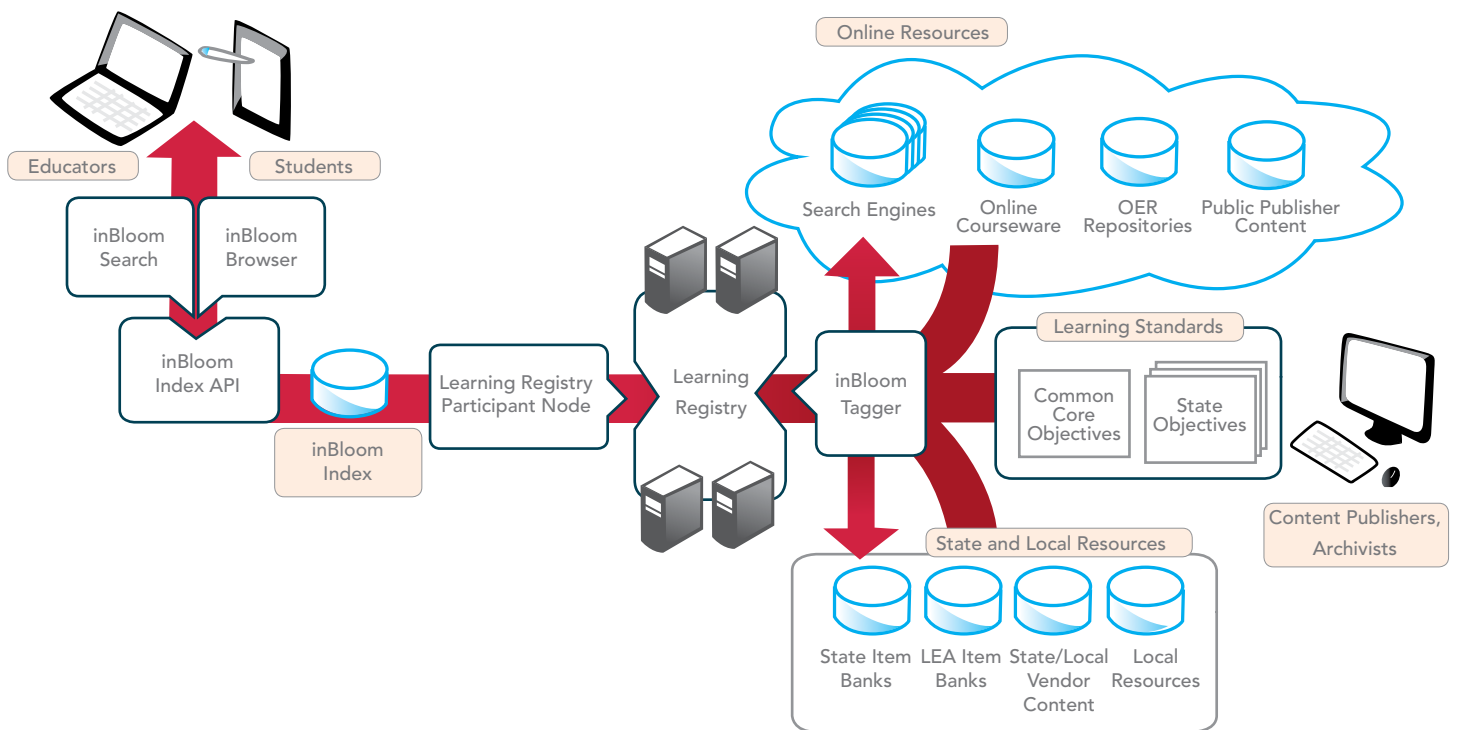 Online Resources
Educators
Students
inBloom
Search
inBloom
Browser
inBloom
Index API
inBloom
Index
Learning Registry
Participant Node
Learning
Registry
inBloom
Tagger
Search Engines
Online
Courseware
OER
Repositories
Public Publisher
Content
Learning Standards
Common
Core
Objectives
State
Objectives
Content Publishers,
Archivists
State and Local Resources
State Item
Banks
LEA Item
Banks
State/Local
Vendor
Content
Local
Resources